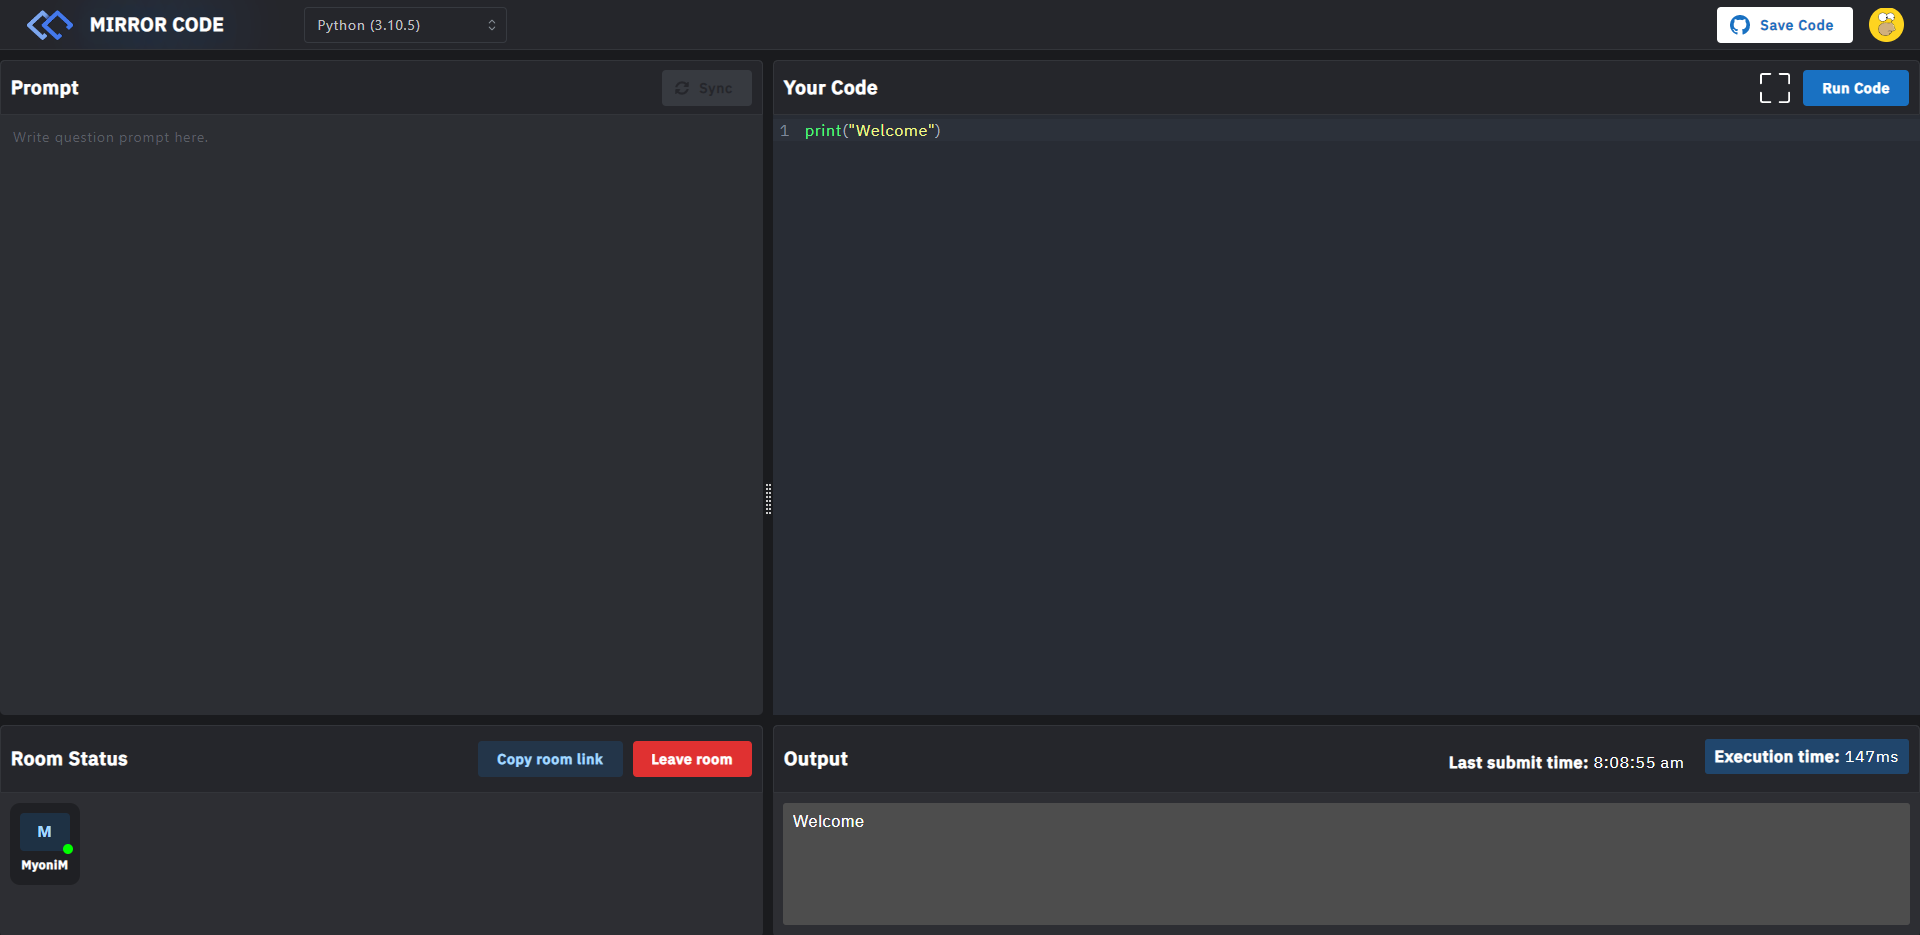 MIRROR CODE
Python (3.10.5)
Save Code
Prompt
Sync
Write question prompt here.
Your Code
Run Code
1 print("Welcome")
Room Status
Copy room link
Leave room
M
MyoniM
Output
Last submit time: 8:08:55 am
Execution time: 147ms
Welcome